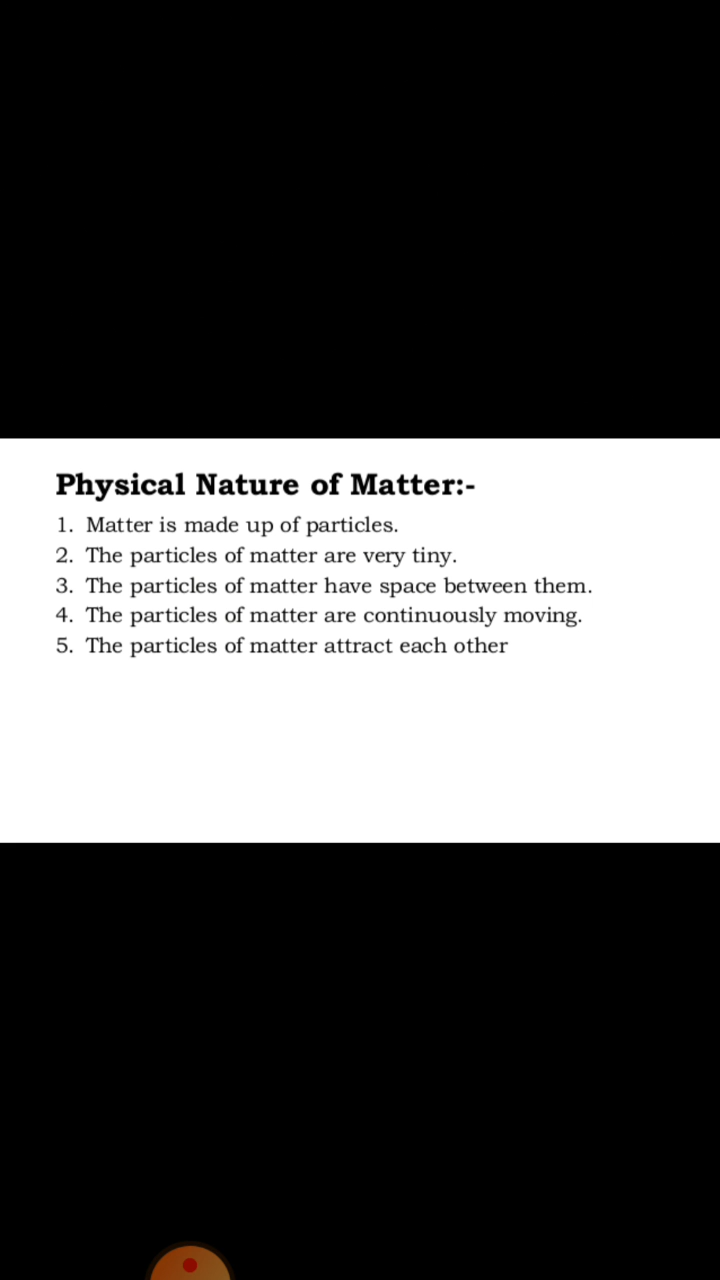 Physical Nature of Matter:-
1. Matter is made up of particles.
2. The particles of matter are very tiny.
3. The particles of matter have space between them.
4. The particles of matter are continuously moving.
5. The particles of matter attract each other